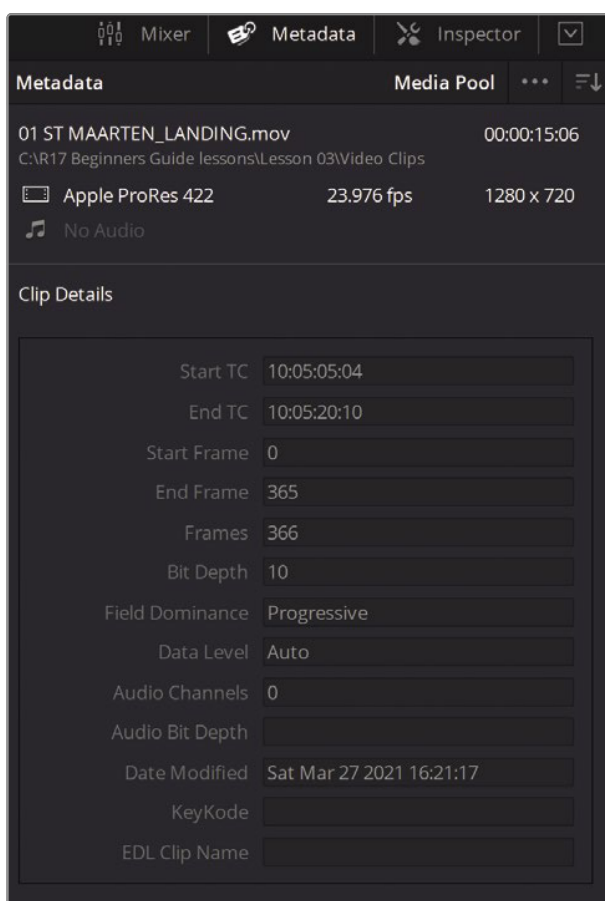 Mixer Metadata Inspector
Metadata Media Pool ...
01 ST MAARTEN_LANDING.mov 00:00:15:06
C:\R17 Beginners Guide lessons\Lesson 03\Video Clips
Apple ProRes 422 23.976 fps 1280 x 720
No Audio
Clip Details
Start TC 10:05:05:04
End TC 10:05:20:10
Start Frame 0
End Frame 365
Frames 366
Bit Depth 10
Field Dominance Progressive
Data Level Auto
Audio Channels 0
Audio Bit Depth
Date Modified Sat Mar 27 2021 16:21:17
KeyKode
EDL Clip Name